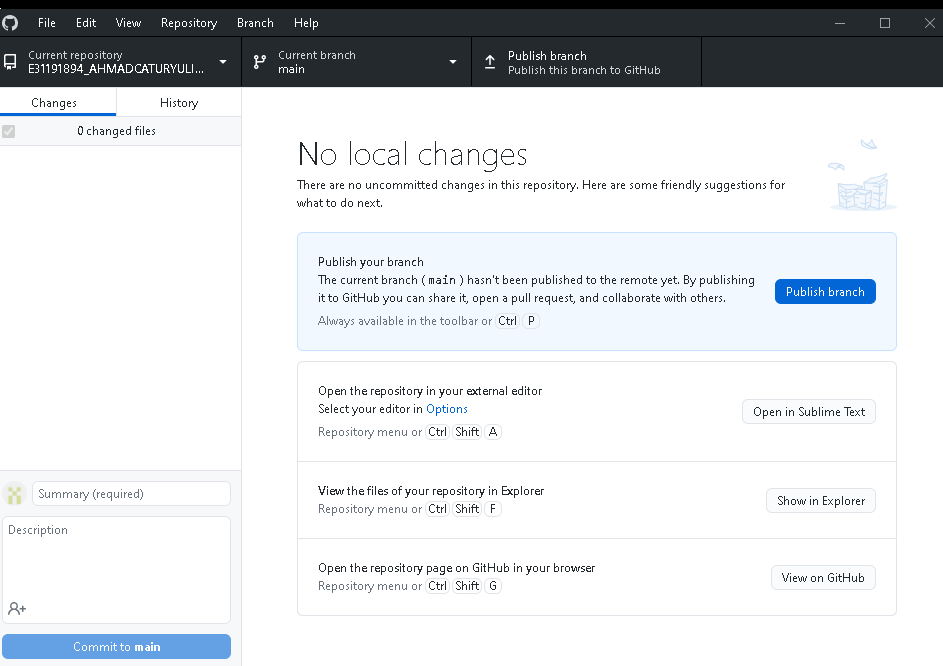 File Edit View Repository Branch Help
Current repository
E31191894_AHMADCATURYULI...
Current branch
main
Publish branch
Publish this branch to GitHub
Changes
History
0 changed files
No local changes
There are no uncommitted changes in this repository. Here are some friendly suggestions for
what to do next.
Publish your branch
The current branch ( main ) hasn't been published to the remote yet. By publishing
it to GitHub you can share it, open a pull request, and collaborate with others.
Always available in the toolbar or Ctrl P
Publish branch
Open the repository in your external editor
Select your editor in Options
Repository menu or Ctrl Shift A
Open in Sublime Text
View the files of your repository in Explorer
Repository menu or Ctrl Shift F
Show in Explorer
Open the repository page on GitHub in your browser
Repository menu or Ctrl Shift G
View on GitHub
Summary (required)
Description
Commit to main